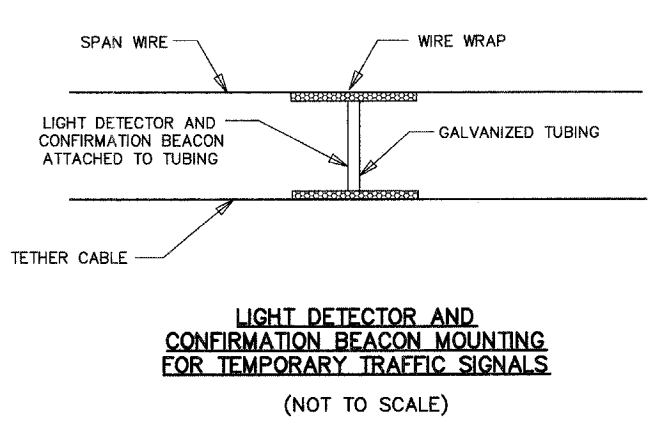 SPAN WIRE
WIRE WRAP
LIGHT DETECTOR AND
CONFIRMATION BEACON
ATTACHED TO TUBING
GALVANIZED TUBING
TETHER CABLE
LIGHT DETECTOR AND
CONFIRMATION BEACON MOUNTING
FOR TEMPORARY TRAFFIC SIGNALS
(NOT TO SCALE)